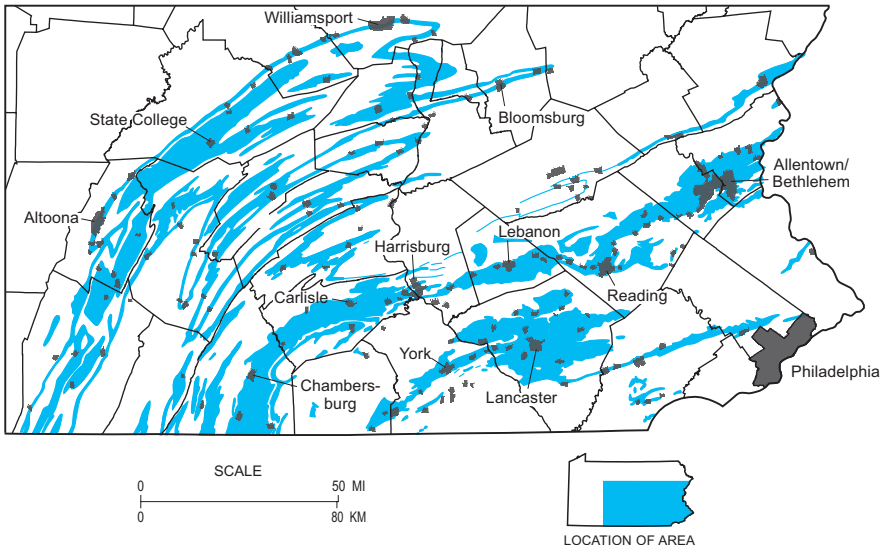 Williamsport
State College
Bloomsburg
Allentown/
Bethlehem
Altoona
Harrisburg
Lebanon
Carlisle
Reading
York
Chambers-
burg
Lancaster
Philadelphia
SCALE
0 50 MI
0 80 KM
LOCATION OF AREA